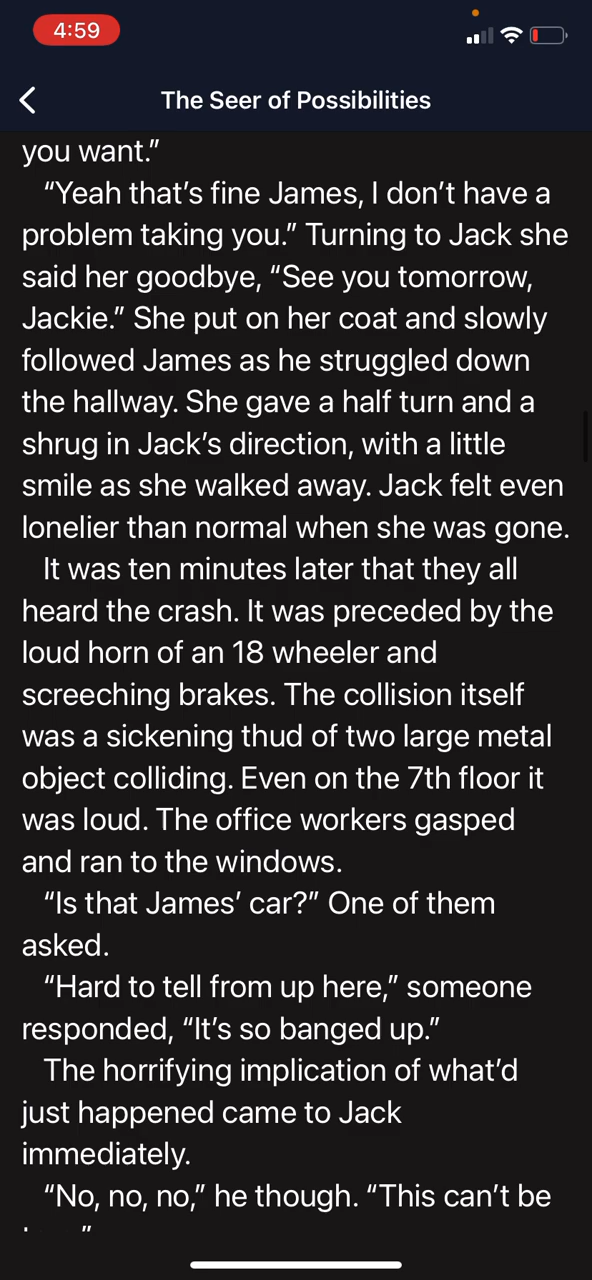 4:59
The Seer of Possibilities
you want.”
“Yeah that’s fine James, I don’t have a
problem taking you.” Turning to Jack she
said her goodbye, “See you tomorrow,
Jackie.” She put on her coat and slowly
followed James as he struggled down
the hallway. She gave a half turn and a
shrug in Jack’s direction, with a little
smile as she walked away. Jack felt even
lonelier than normal when she was gone.
It was ten minutes later that they all
heard the crash. It was preceded by the
loud horn of an 18 wheeler and
screeching brakes. The collision itself
was a sickening thud of two large metal
object colliding. Even on the 7th floor it
was loud. The office workers gasped
and ran to the windows.
“Is that James’ car?” One of them
asked.
“Hard to tell from up here,” someone
responded, “It’s so banged up.”
The horrifying implication of what’d
just happened came to Jack
immediately.
“No, no, no,” he though. “This can’t be